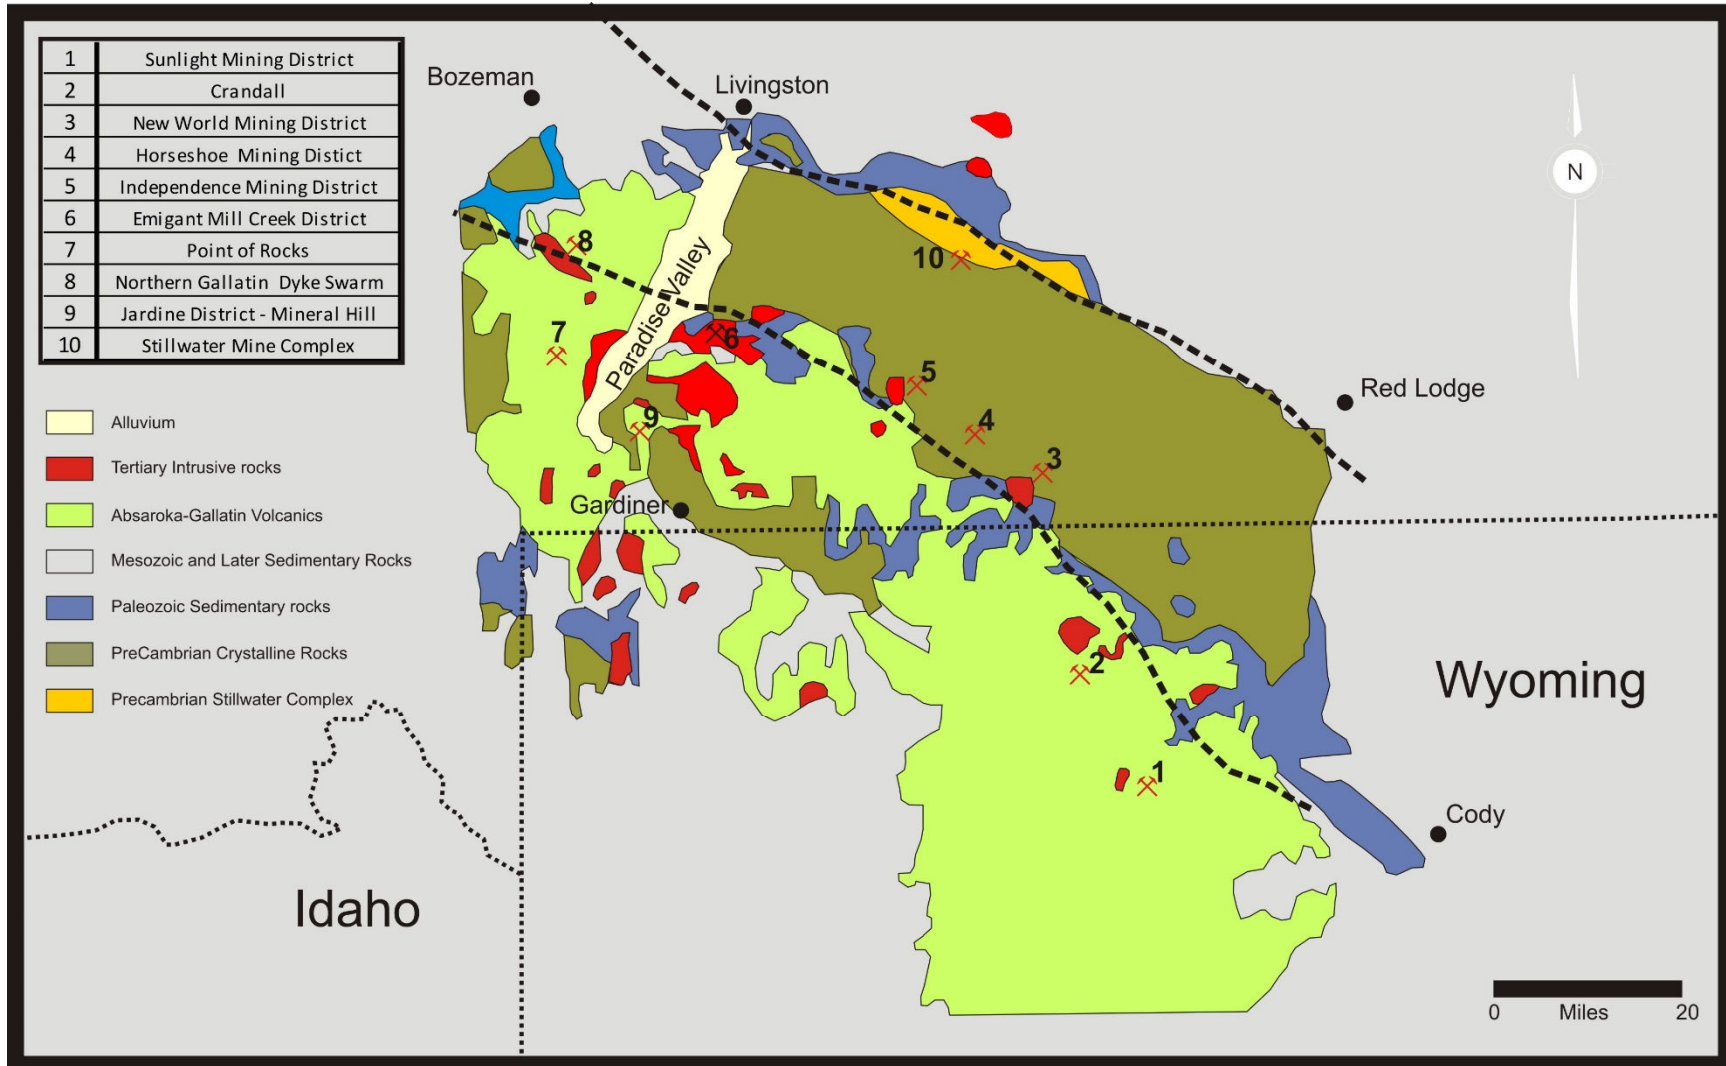 1 Sunlight Mining District
2 Crandall
3 New World Mining District
4 Horseshoe Mining Distict
5 Independence Mining District
6 Emigant Mill Creek District
7 Point of Rocks
8 Northern Gallatin Dyke Swarm
9 Jardine District - Mineral Hill
10 Stillwater Mine Complex
Bozeman
Livingston
N
8
10
Paradise Valley
7
6
5
Red Lodge
9
4
3
Gardiner
2
1
Alluvium
Tertiary Intrusive rocks
Absaroka-Gallatin Volcanics
Mesozoic and Later Sedimentary Rocks
Paleozoic Sedimentary rocks
PreCambrian Crystalline Rocks
Precambrian Stillwater Complex
Wyoming
Cody
Idaho
0 Miles 20